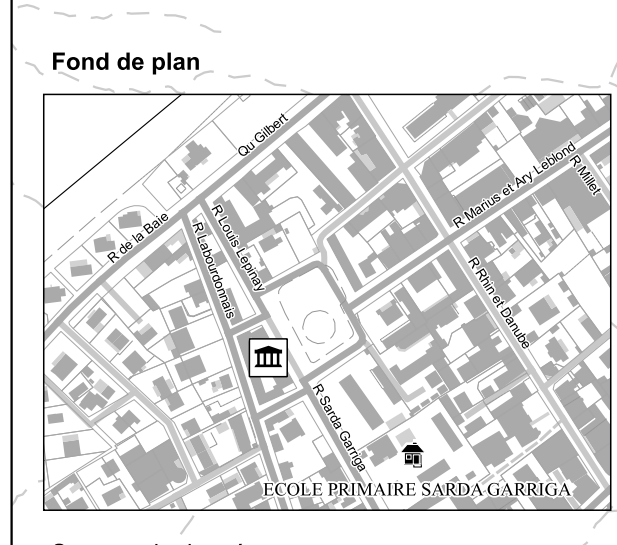 Fond de plan
Qu Gilbert
R Marius et Ary Leblond
R Millet
R de la Baie
R Louis Lepinay
R Labourdonnais
R Rhin et Danube
R Sarda Garriga
ECOLE PRIMAIRE SARDA GARRIGA